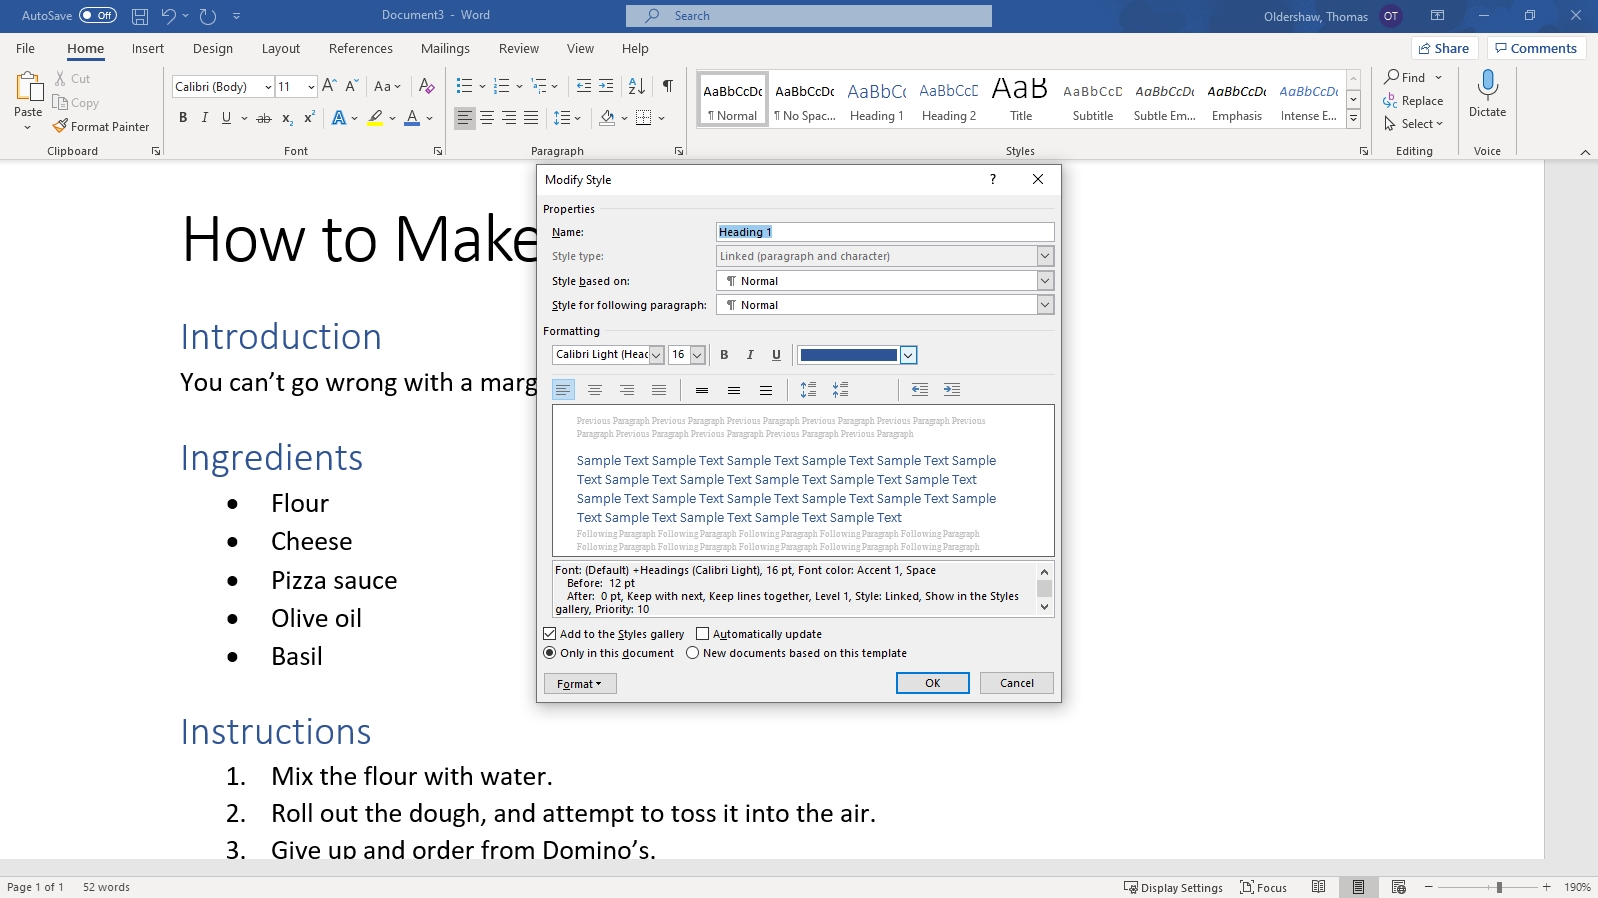 AutoSave Off Document3 - Word Search Oldershaw, Thomas OT
File Home Insert Design Layout References Mailings Review View Help Share Comments
Paste Cut Copy Format Painter
Calibri (Body) 11 Aa
B I U ab x₂ x² A A
AaBbCcDc AaBbCcDc AaBbCc AaBbCcD AaB AaBbCcD AaBbCcDc AaBbCcDc AaBbCcDc
¶ Normal ¶ No Spac... Heading 1 Heading 2 Title Subtitle Subtle Em... Emphasis Intense E...
Find Replace Select Dictate
Clipboard Font Paragraph Styles Editing Voice
How to Make
Introduction
You can’t go wrong with a marg
Ingredients
• Flour
• Cheese
• Pizza sauce
• Olive oil
• Basil
Instructions
1. Mix the flour with water.
2. Roll out the dough, and attempt to toss it into the air.
3. Give up and order from Domino’s.
Modify Style ?
Properties
Name: Heading 1
Style type: Linked (paragraph and character)
Style based on: ¶ Normal
Style for following paragraph: ¶ Normal
Formatting
Calibri Light (Head 16 B I U
Previous Paragraph Previous Paragraph Previous Paragraph Previous Paragraph Previous Paragraph Previous
Paragraph Previous Paragraph Previous Paragraph Previous Paragraph Previous Paragraph
Sample Text Sample Text Sample Text Sample Text Sample Text Sample
Text Sample Text Sample Text Sample Text Sample Text Sample Text
Sample Text Sample Text Sample Text Sample Text Sample Text Sample
Text Sample Text Sample Text Sample Text Sample Text
Following Paragraph Following Paragraph Following Paragraph Following Paragraph Following Paragraph
Following Paragraph Following Paragraph Following Paragraph Following Paragraph Following Paragraph
Font: (Default) +Headings (Calibri Light), 16 pt, Font color: Accent 1, Space
Before: 12 pt
After: 0 pt, Keep with next, Keep lines together, Level 1, Style: Linked, Show in the Styles
gallery, Priority: 10
Add to the Styles gallery Automatically update
Only in this document New documents based on this template
Format OK Cancel
Page 1 of 1 52 words Display Settings Focus 190%